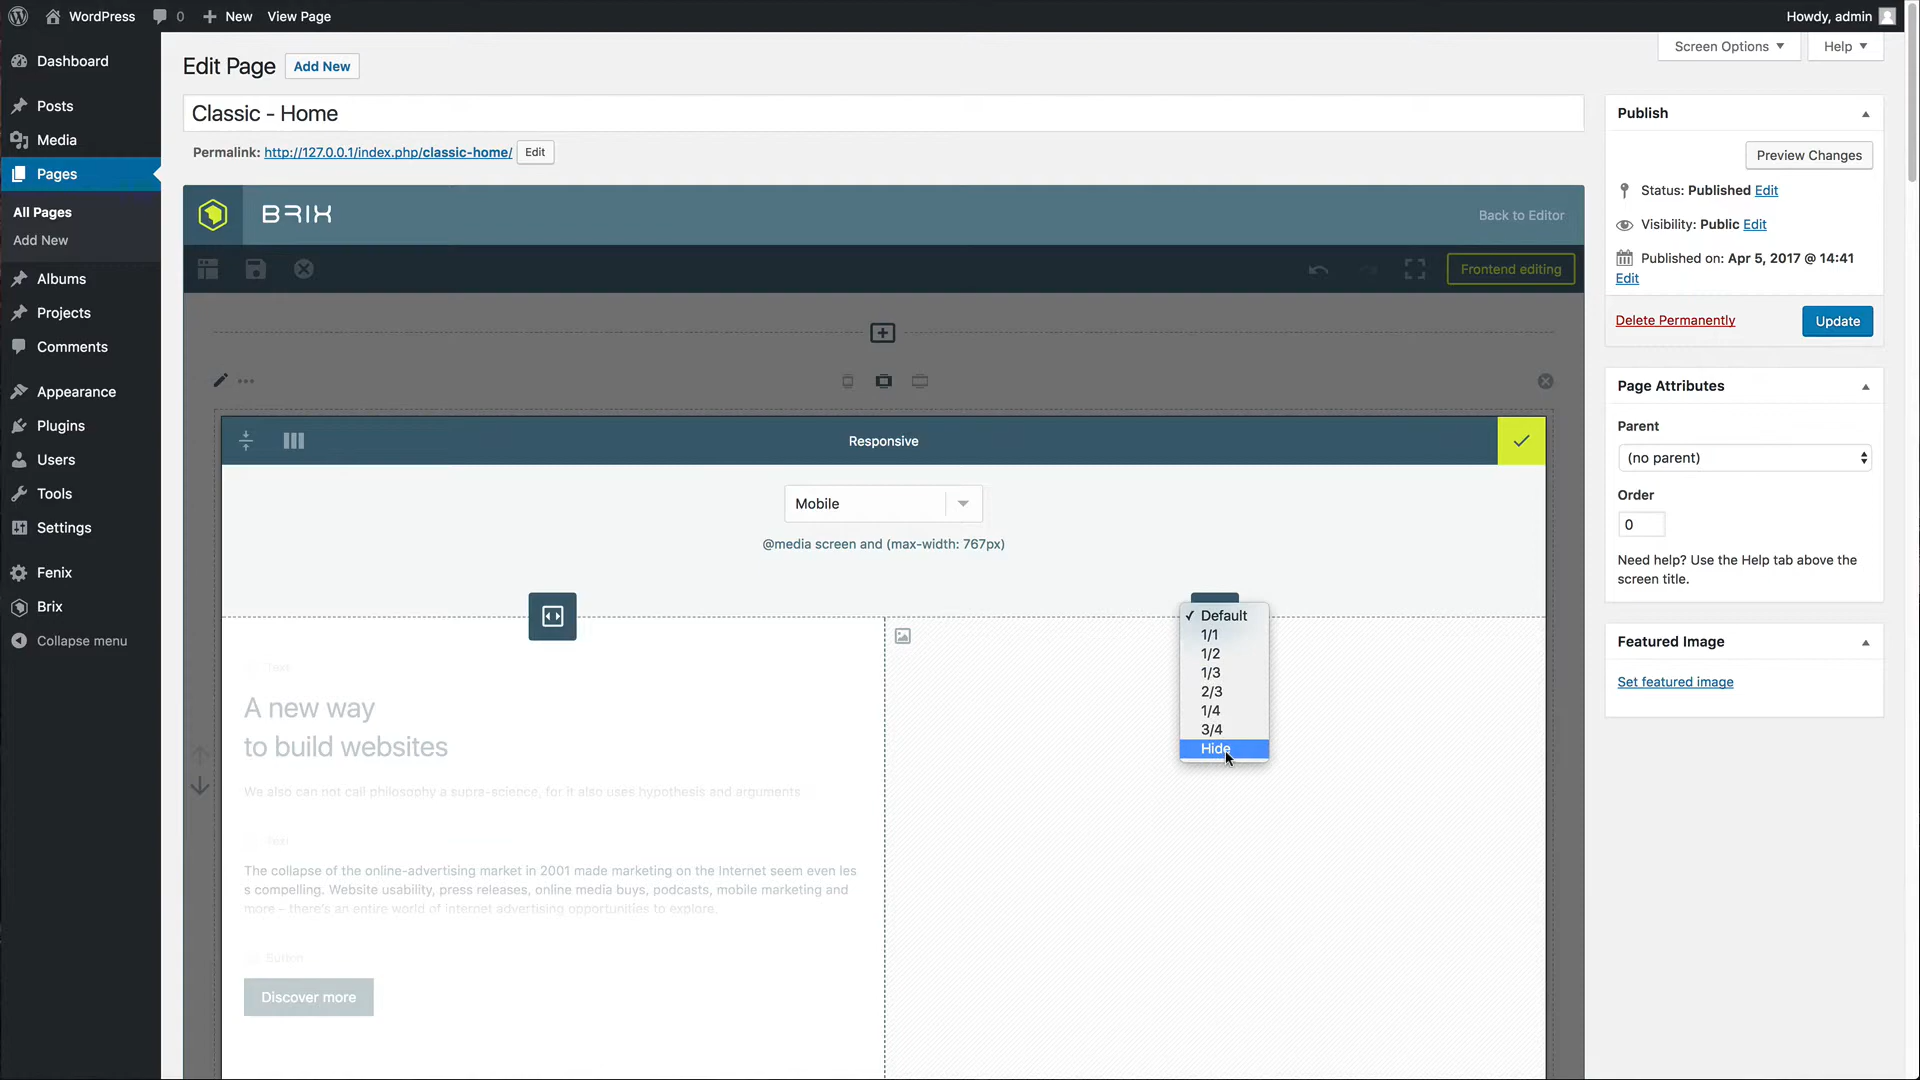 WordPress
0
New
View Page
Howdy, admin
Dashboard
Posts
Media
Pages
All Pages
Add New
Albums
Projects
Comments
Appearance
Plugins
Users
Tools
Settings
Fenix
Brix
Collapse menu
Screen Options
Help
Edit Page
Add New
Classic - Home
Permalink: http://127.0.0.1/index.php/classic-home/
Edit
BRIX
Back to Editor
Frontend editing
Responsive
Mobile
@media screen and (max-width: 767px)
Default
1/1
1/2
1/3
2/3
1/4
3/4
Hide
Text
A new way
to build websites
We also can not call philosophy a supra-science, for it also uses hypothesis and arguments
Text
The collapse of the online-advertising market in 2001 made marketing on the Internet seem even les
s compelling. Website usability, press releases, online media buys, podcasts, mobile marketing and
more – there's an entire world of internet advertising opportunities to explore.
Button
Discover more
Publish
Preview Changes
Status: Published Edit
Visibility: Public Edit
Published on: Apr 5, 2017 @ 14:41
Edit
Delete Permanently
Update
Page Attributes
Parent
(no parent)
Order
0
Need help? Use the Help tab above the
screen title.
Featured Image
Set featured image